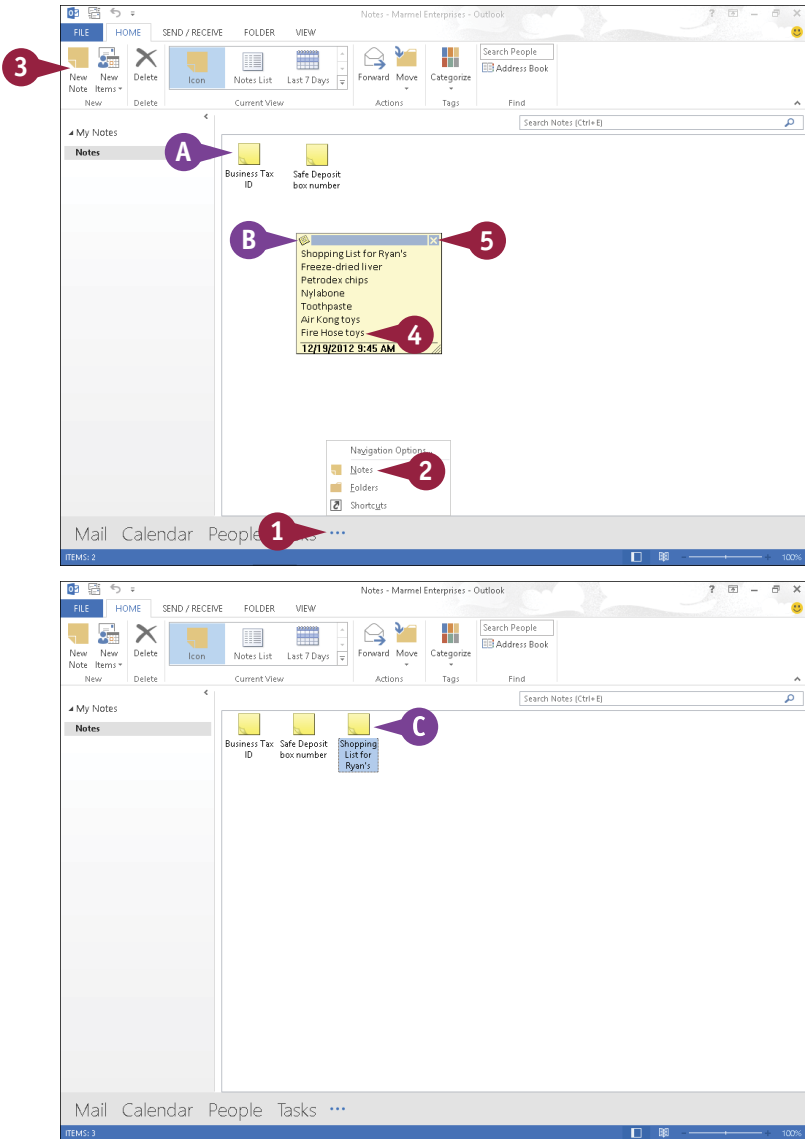 Notes - Marmel Enterprises - Outlook
FILE HOME SEND / RECEIVE FOLDER VIEW
3
New Note
New Items
Delete
Icon
Notes List
Last 7 Days
Forward
Move
Categorize
Search People
Address Book
New Delete Current View Actions Tags Find
Search Notes (Ctrl+E)
My Notes
Notes
A
Business Tax
ID
Safe Deposit
box number
B
5
Shopping List for Ryan's
Freeze-dried liver
Petrodex chips
Nylabone
Toothpaste
Air Kong toys
Fire Hose toys
4
12/19/2012 9:45 AM
Navigation Options...
Notes
2
Folders
Shortcuts
Mail Calendar People
1
ITEMS: 2
100%
Notes - Marmel Enterprises - Outlook
FILE HOME SEND / RECEIVE FOLDER VIEW
New Note
New Items
Delete
Icon
Notes List
Last 7 Days
Forward
Move
Categorize
Search People
Address Book
New Delete Current View Actions Tags Find
Search Notes (Ctrl+E)
My Notes
Notes
Business Tax
ID
Safe Deposit
box number
Shopping
List for
Ryan's
C
Mail Calendar People Tasks
ITEMS: 3
100%